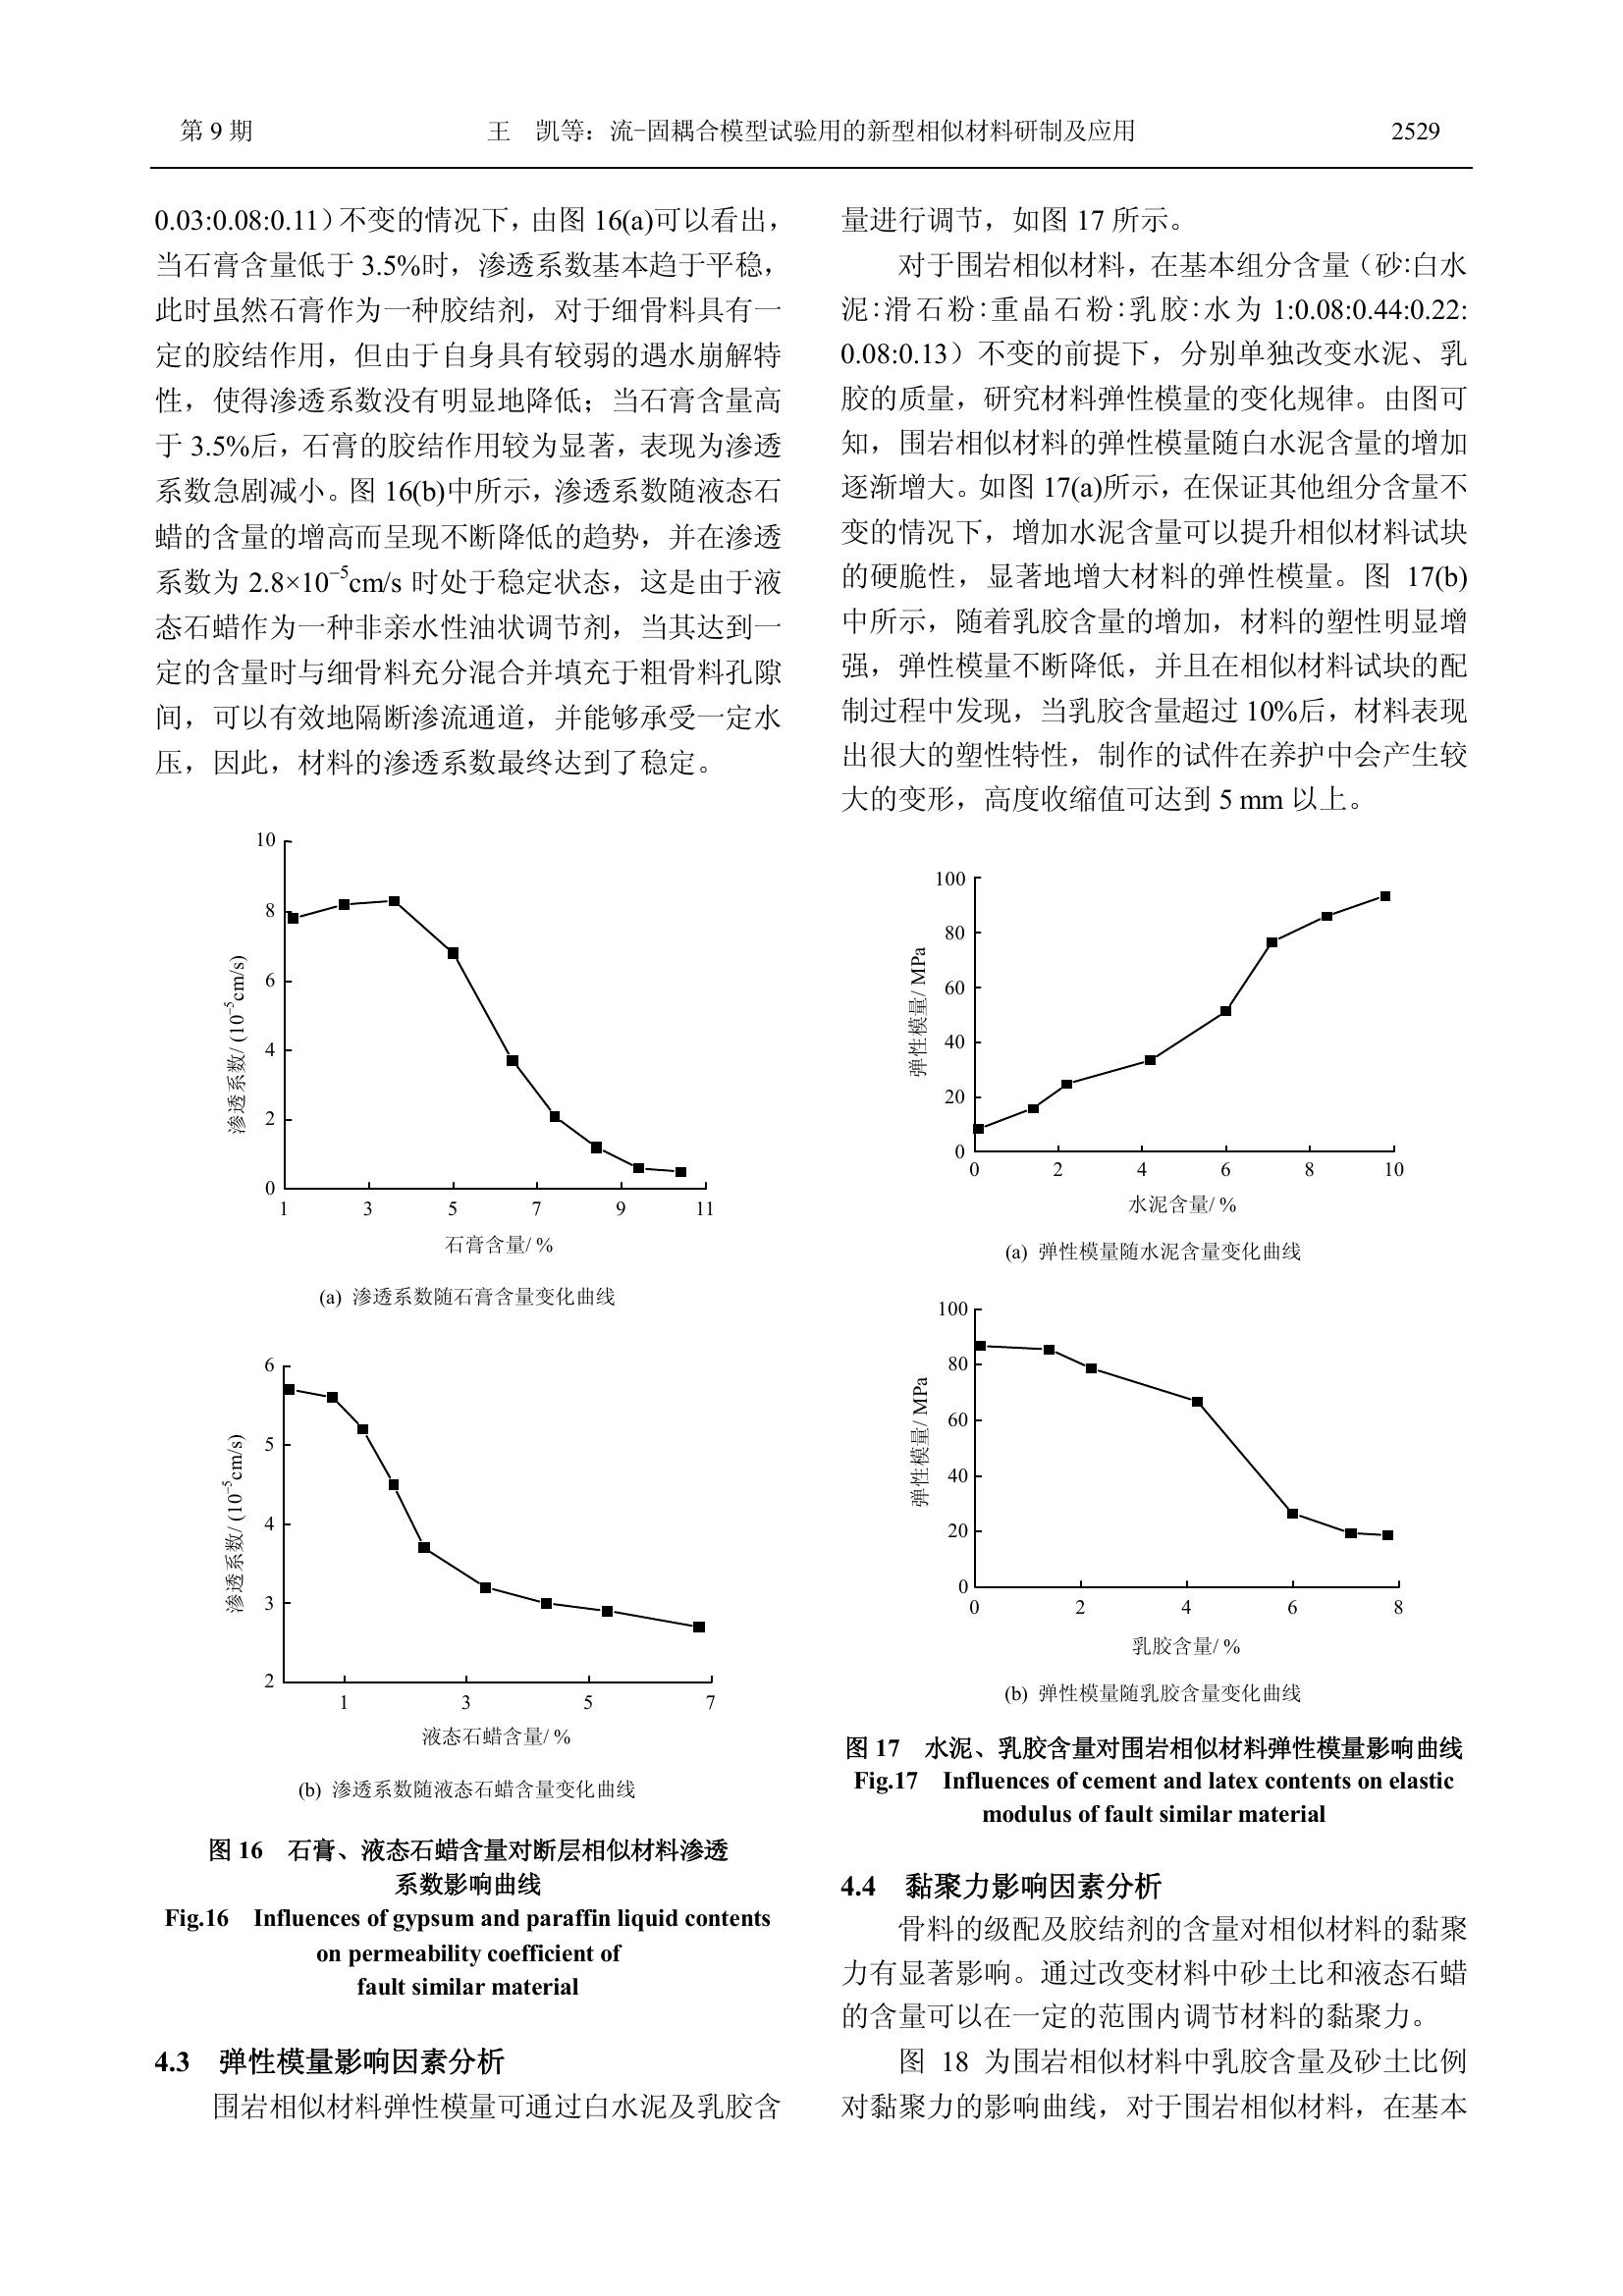 第 9 期 王 凯等：流-固耦合模型试验用的新型相似材料研制及应用 2529
0.03:0.08:0.11）不变的情况下，由图 16(a)可以看出，
当石膏含量低于 3.5%时，渗透系数基本趋于平稳，
此时虽然石膏作为一种胶结剂，对于细骨料具有一
定的胶结作用，但由于自身具有较弱的遇水崩解特
性，使得渗透系数没有明显地降低；当石膏含量高
于 3.5%后，石膏的胶结作用较为显著，表现为渗透
系数急剧减小。图 16(b)中所示，渗透系数随液态石
蜡的含量的增高而呈现不断降低的趋势，并在渗透
系数为 2.8×10⁻⁵cm/s 时处于稳定状态，这是由于液
态石蜡作为一种非亲水性油状调节剂，当其达到一
定的含量时与细骨料充分混合并填充于粗骨料孔隙
间，可以有效地隔断渗流通道，并能够承受一定水
压，因此，材料的渗透系数最终达到了稳定。
10
8
6
4
2
0
渗透系数/ (10⁻⁵cm/s)
1 3 5 7 9 11
石膏含量/ %
(a) 渗透系数随石膏含量变化曲线
6
5
4
3
2
渗透系数/ (10⁻⁵cm/s)
1 3 5 7
液态石蜡含量/ %
(b) 渗透系数随液态石蜡含量变化曲线
图 16 石膏、液态石蜡含量对断层相似材料渗透
系数影响曲线
Fig.16 Influences of gypsum and paraffin liquid contents
on permeability coefficient of
fault similar material
4.3 弹性模量影响因素分析
围岩相似材料弹性模量可通过白水泥及乳胶含
量进行调节，如图 17 所示。
对于围岩相似材料，在基本组分含量（砂:白水
泥:滑石粉:重晶石粉:乳胶:水为 1:0.08:0.44:0.22:
0.08:0.13）不变的前提下，分别单独改变水泥、乳
胶的质量，研究材料弹性模量的变化规律。由图可
知，围岩相似材料的弹性模量随白水泥含量的增加
逐渐增大。如图 17(a)所示，在保证其他组分含量不
变的情况下，增加水泥含量可以提升相似材料试块
的硬脆性，显著地增大材料的弹性模量。图 17(b)
中所示，随着乳胶含量的增加，材料的塑性明显增
强，弹性模量不断降低，并且在相似材料试块的配
制过程中发现，当乳胶含量超过 10%后，材料表现
出很大的塑性特性，制作的试件在养护中会产生较
大的变形，高度收缩值可达到 5 mm 以上。
100
80
60
40
20
0
弹性模量/ MPa
0 2 4 6 8 10
水泥含量/ %
(a) 弹性模量随水泥含量变化曲线
100
80
60
40
20
0
弹性模量/ MPa
0 2 4 6 8
乳胶含量/ %
(b) 弹性模量随乳胶含量变化曲线
图 17 水泥、乳胶含量对围岩相似材料弹性模量影响曲线
Fig.17 Influences of cement and latex contents on elastic
modulus of fault similar material
4.4 黏聚力影响因素分析
骨料的级配及胶结剂的含量对相似材料的黏聚
力有显著影响。通过改变材料中砂土比和液态石蜡
的含量可以在一定的范围内调节材料的黏聚力。
图 18 为围岩相似材料中乳胶含量及砂土比例
对黏聚力的影响曲线，对于围岩相似材料，在基本